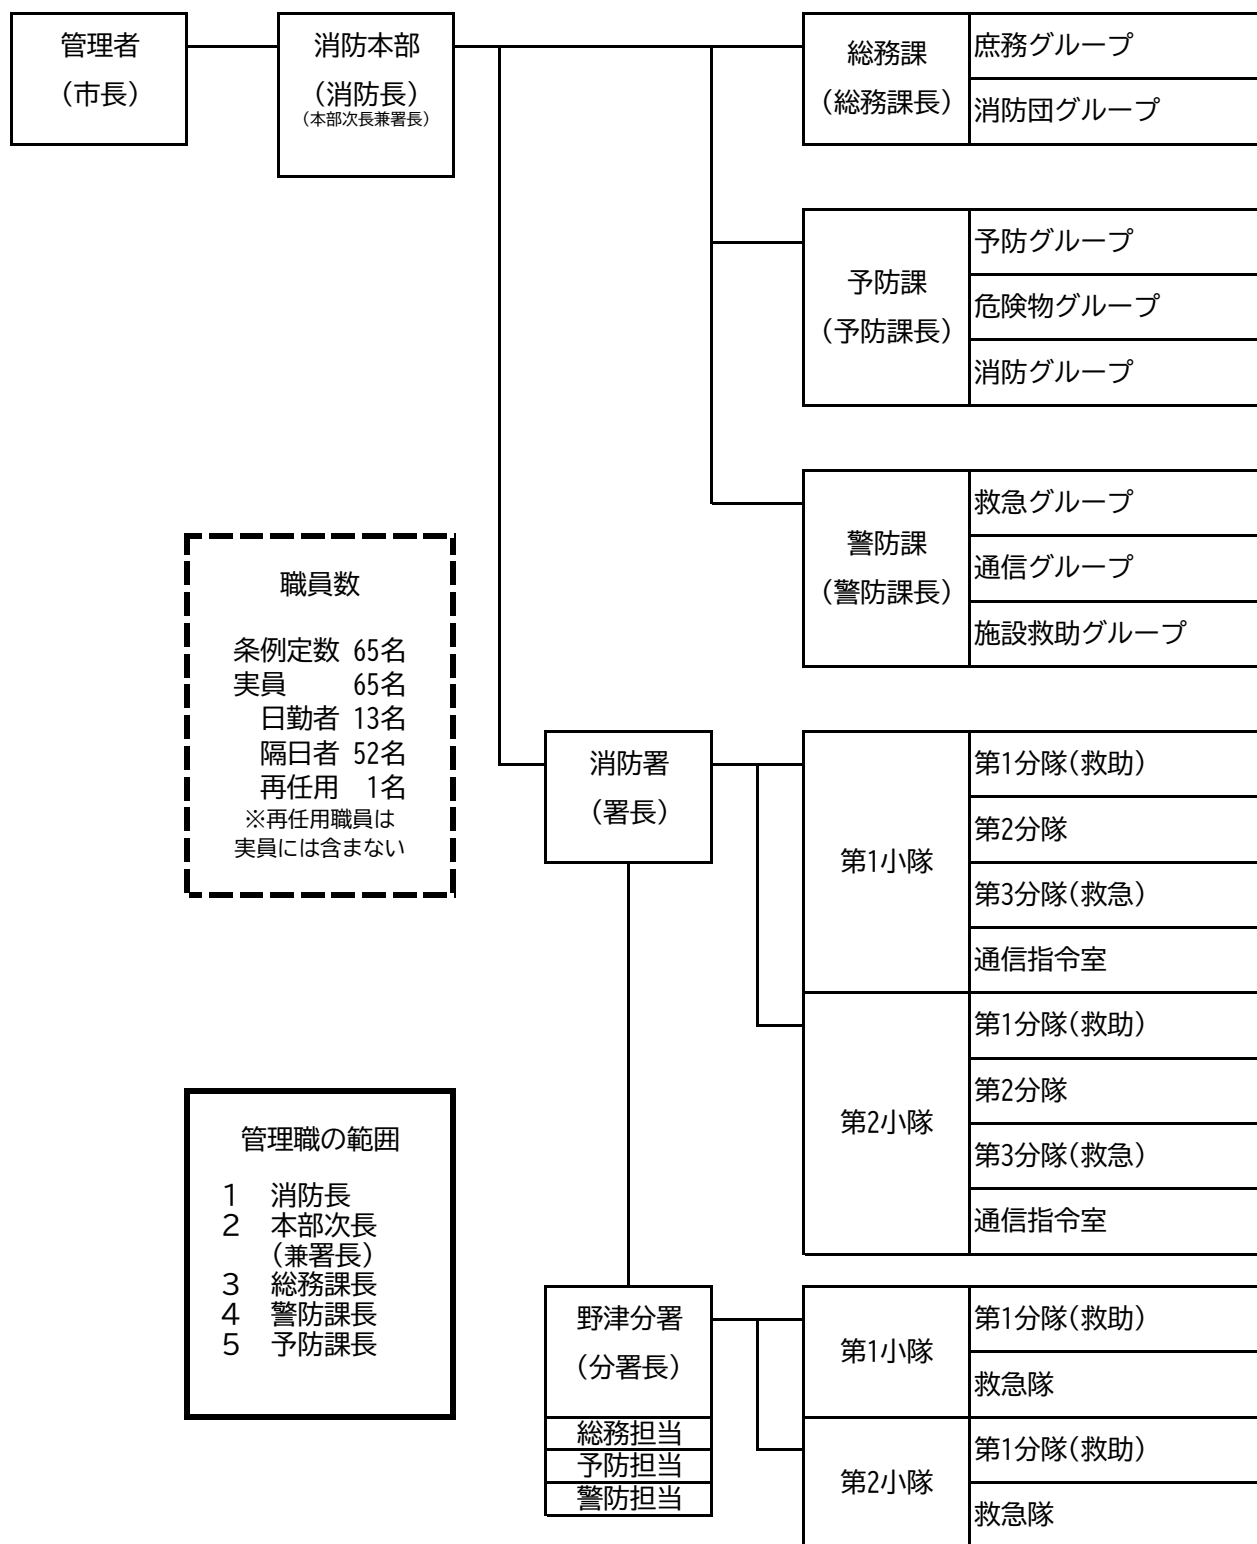 管理者
（市長）
消防本部
（消防長）
（本部次長兼署長）
総務課
（総務課長）
庶務グループ
消防団グループ
予防課
（予防課長）
予防グループ
危険物グループ
消防グループ
警防課
（警防課長）
救急グループ
通信グループ
施設救助グループ
職員数
条例定数 65名
実員 65名
日勤者 13名
隔日者 52名
再任用 1名
※再任用職員は
実員には含まない
消防署
（署長）
第1小隊
第1分隊（救助）
第2分隊
第3分隊（救急）
通信指令室
第2小隊
第1分隊（救助）
第2分隊
第3分隊（救急）
通信指令室
管理職の範囲
1 消防長
2 本部次長
（兼署長）
3 総務課長
4 警防課長
5 予防課長
野津分署
（分署長）
総務担当
予防担当
警防担当
第1小隊
第1分隊（救助）
救急隊
第2小隊
第1分隊（救助）
救急隊